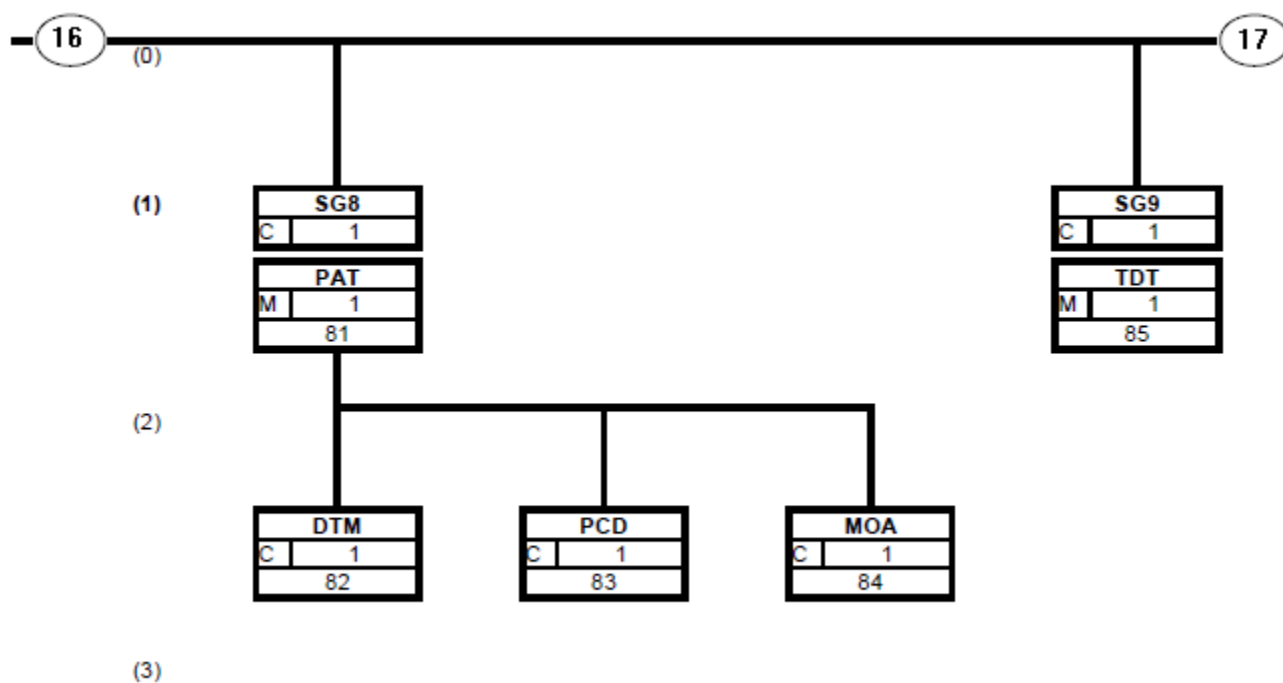 16 17
(0)
(1) SG8 SG9
C 1 C 1
PAT TDT
M 1 M 1
81 85
(2)
DTM PCD MOA
C 1 C 1 C 1
82 83 84
(3)